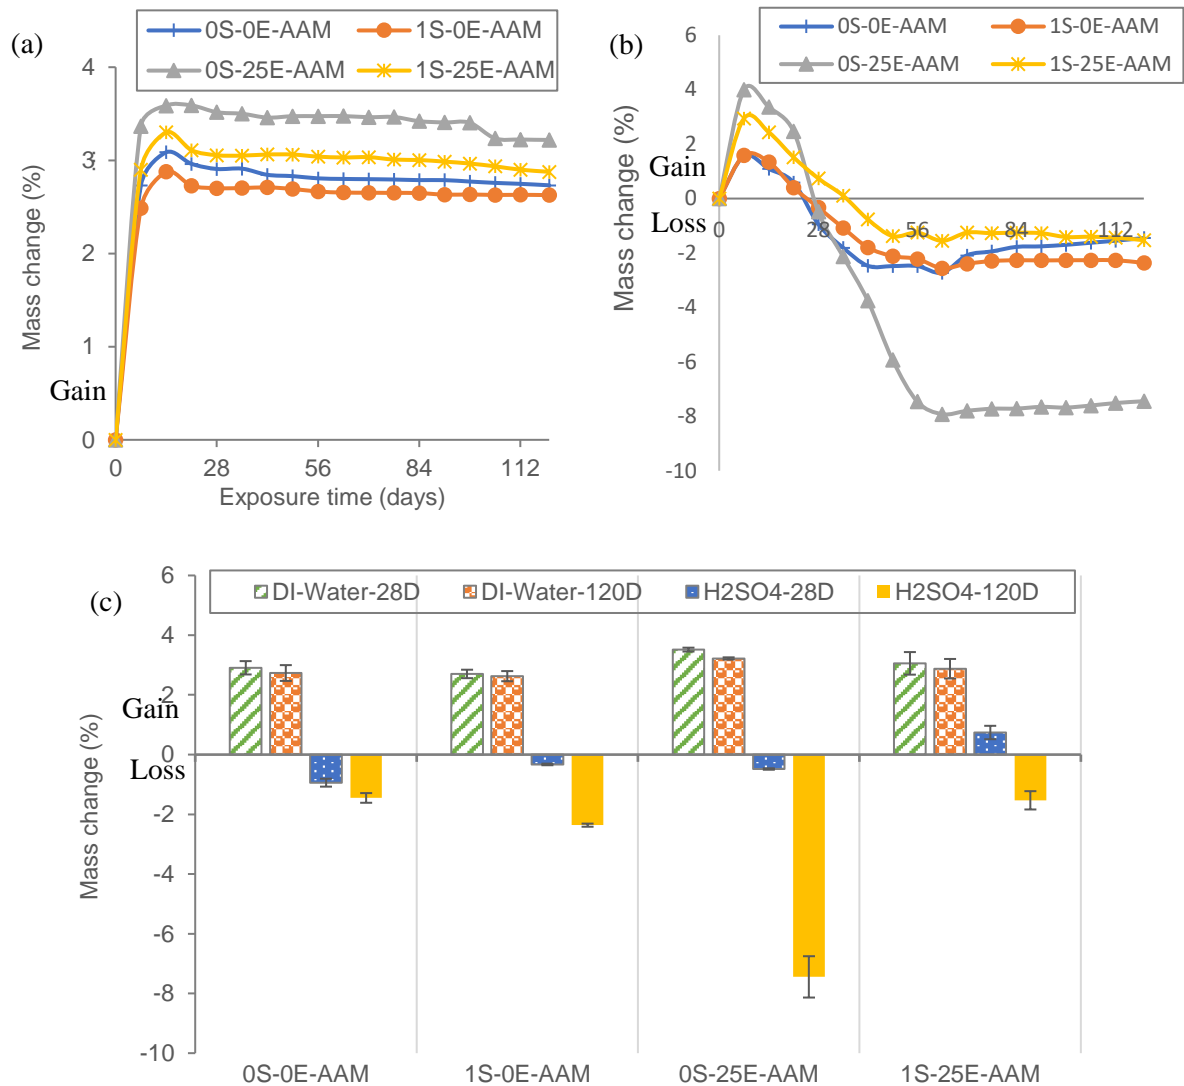 (a)
0S-0E-AAM 1S-0E-AAM
0S-25E-AAM 1S-25E-AAM
4
3
2
1
0
Mass change (%)
Gain
0 28 56 84 112
Exposure time (days)
(b)
0S-0E-AAM 1S-0E-AAM
0S-25E-AAM 1S-25E-AAM
6
4
2
0
-2
-4
-6
-8
-10
Mass change (%)
Gain
Loss
0 28 56 84 112
(c)
DI-Water-28D DI-Water-120D H2SO4-28D H2SO4-120D
6
4
2
0
-2
-4
-6
-8
-10
Mass change (%)
Gain
Loss
0S-0E-AAM 1S-0E-AAM 0S-25E-AAM 1S-25E-AAM